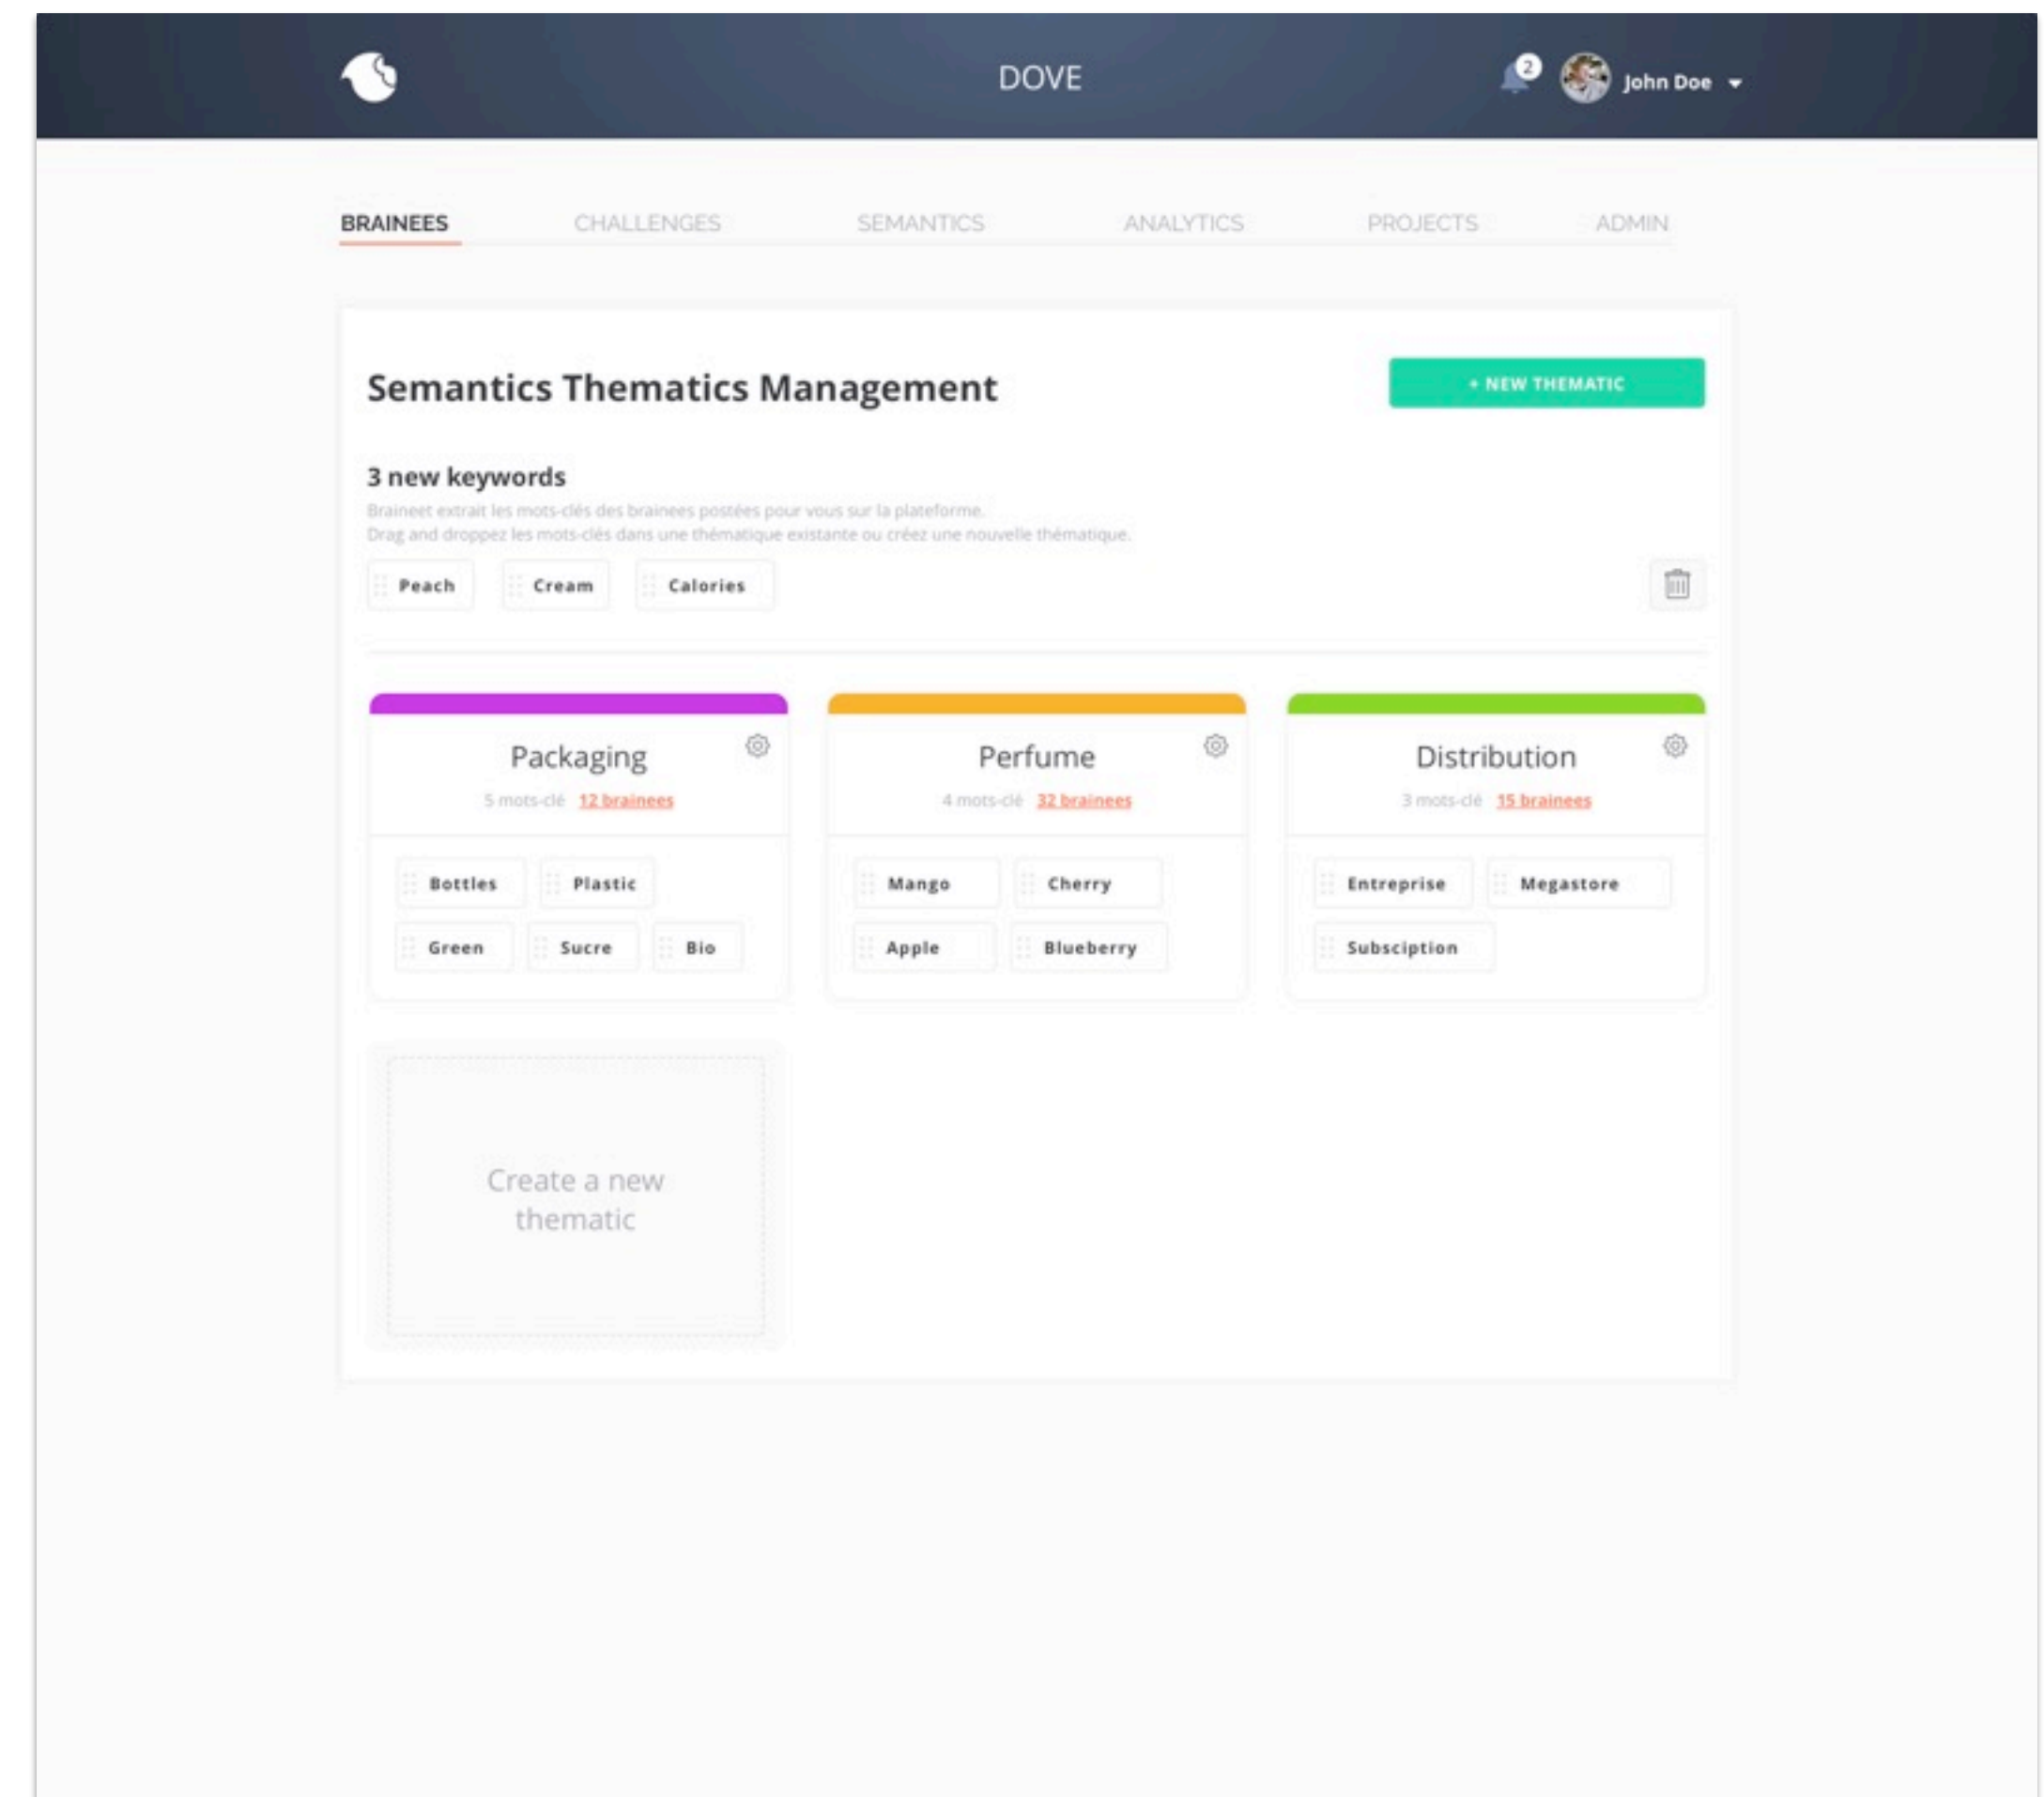 DOVE
2
John Doe
BRAINEES CHALLENGES SEMANTICS ANALYTICS PROJECTS ADMIN
Semantics Thematics Management
+ NEW THEMATIC
3 new keywords
Braineet extrait les mots-clés des brainees postées pour vous sur la plateforme.
Drag and droppez les mots-clés dans une thématique existante ou créez une nouvelle thématique.
Peach Cream Calories
Packaging
5 mots-clé 12 brainees
Bottles Plastic
Green Sucre Bio
Perfume
4 mots-clé 32 brainees
Mango Cherry
Apple Blueberry
Distribution
3 mots-clé 15 brainees
Entreprise Megastore
Subsciption
Create a new
thematic